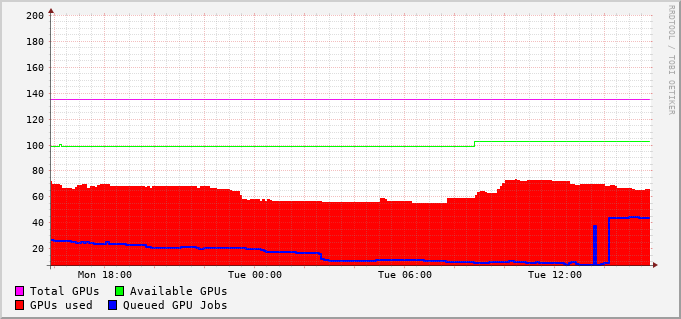 RRDTOOL / TOBI OETIKER
200
180
160
140
120
100
80
60
40
20
Mon 18:00 Tue 00:00 Tue 06:00 Tue 12:00
Total GPUs Available GPUs
GPUs used Queued GPU Jobs